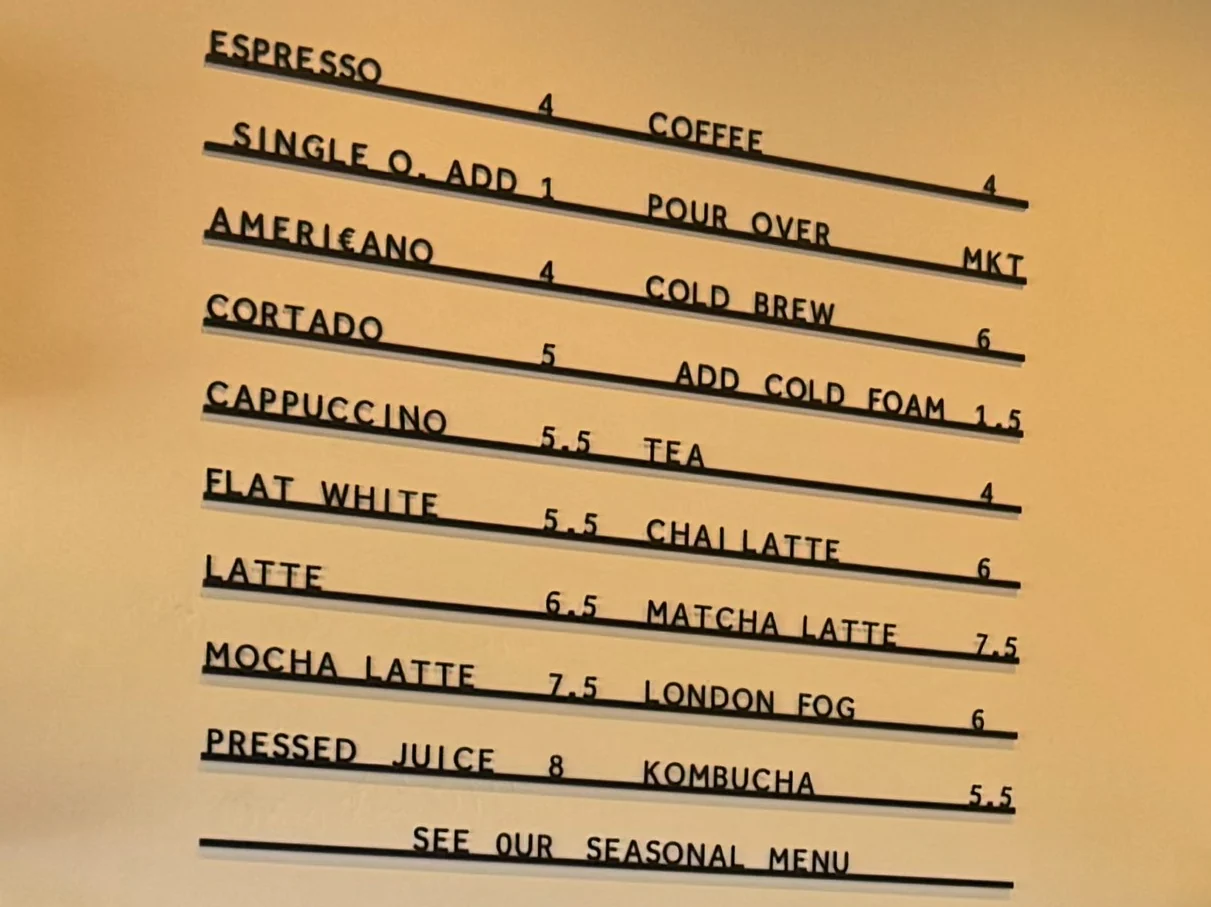 ESPRESSO 4 COFFEE 4
SINGLE O. ADD 1 POUR OVER MKT
AMERI€ANO 4 COLD BREW 6
CORTADO 5 ADD COLD FOAM 1.5
CAPPUCCINO 5.5 TEA 4
FLAT WHITE 5.5 CHAI LATTE 6
LATTE 6.5 MATCHA LATTE 7.5
MOCHA LATTE 7.5 LONDON FOG 6
PRESSED JUICE 8 KOMBUCHA 5.5
SEE OUR SEASONAL MENU